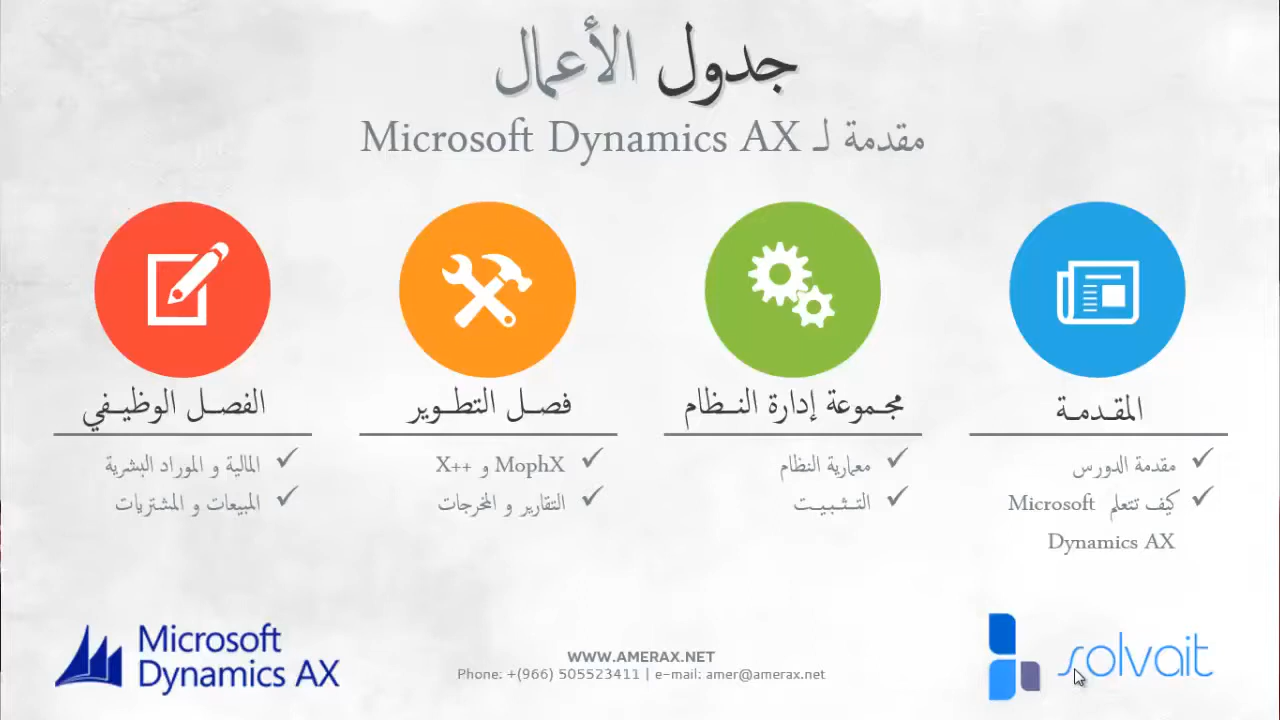 جدول الأعمال
مقدمة لـ Microsoft Dynamics AX
المقدمة
مقدمة الدورس
كيف تتعلم Microsoft
Dynamics AX
مجموعة إدارة النظام
معمارية النظام
التثبيت
فصل التطوير
MophX و X++
التقارير و المخرجات
الفصل الوظيفي
المالية و الموراد البشرية
المبيعات و المشتريات
Microsoft
Dynamics AX
WWW.AMERAX.NET
Phone: +(966) 505523411 | e-mail: amer@amerax.net
solvait